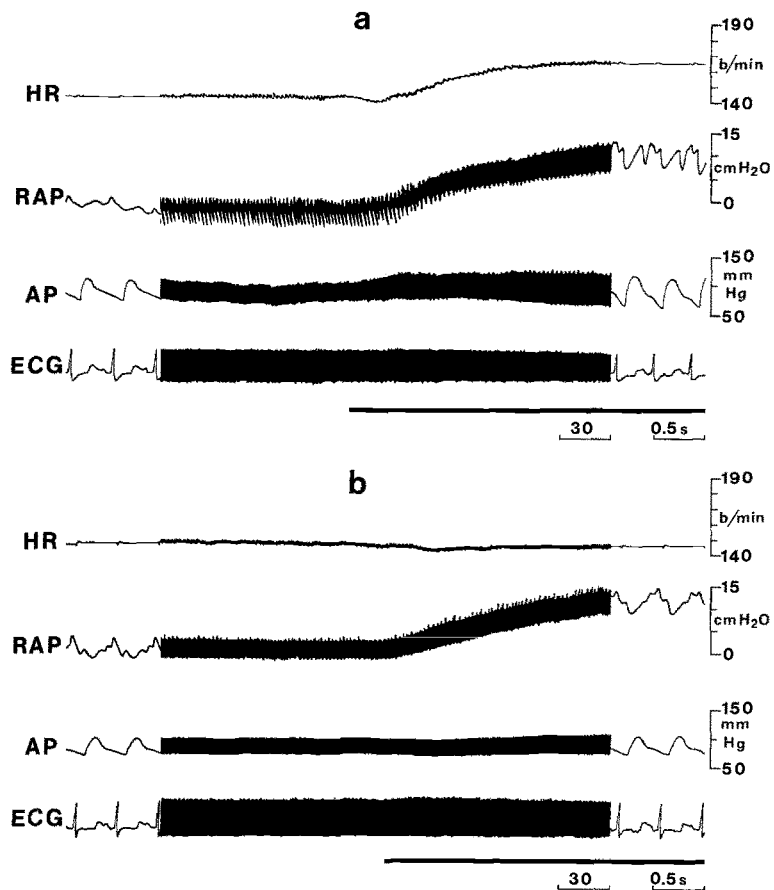 a
190
HR
b/min
140
15
RAP
cmH₂O
0
150
AP
mm
Hg
50
ECG
30
0.5s
b
190
HR
b/min
140
15
RAP
cmH₂O
0
150
AP
mm
Hg
50
ECG
30
0.5s